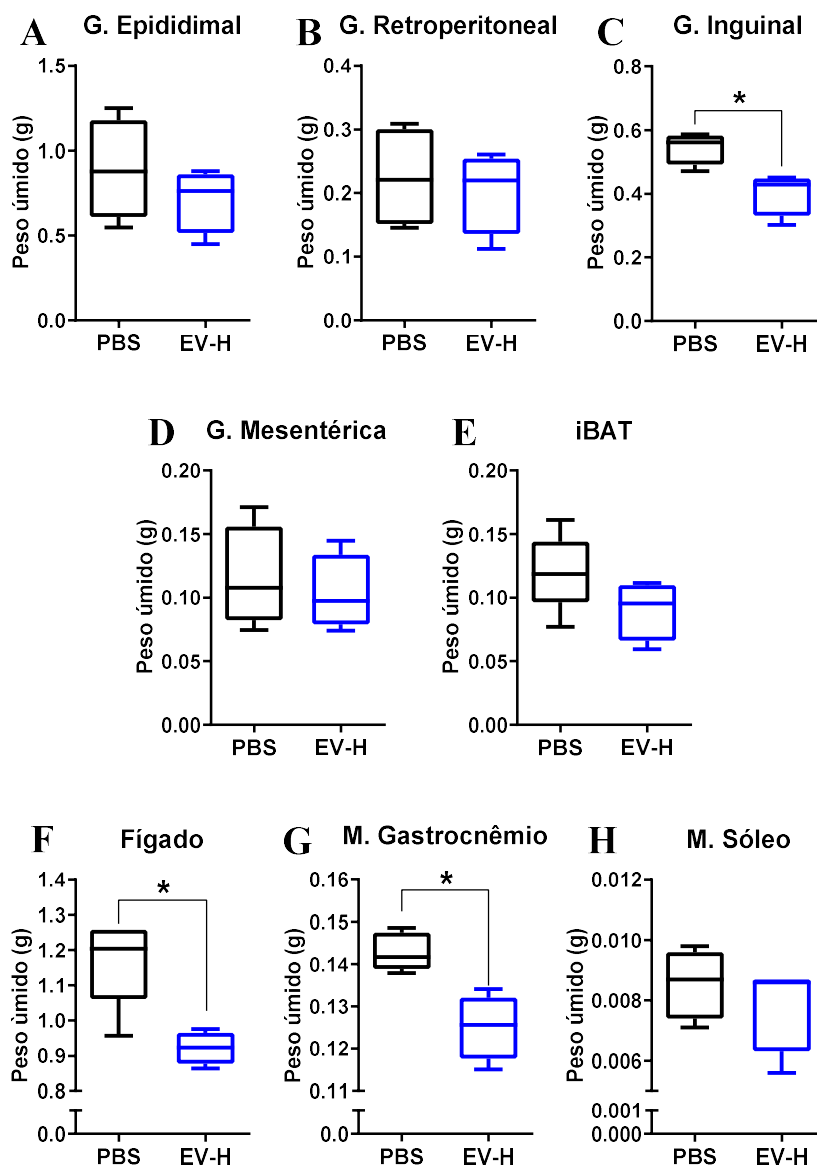 A G. Epididimal
Peso úmido (g)
1.5
1.0
0.5
0.0
PBS EV-H
B G. Retroperitoneal
Peso úmido (g)
0.4
0.3
0.2
0.1
0.0
PBS EV-H
C G. Inguinal
Peso úmido (g)
0.8
0.6
0.4
0.2
0.0
*
PBS EV-H
D G. Mesentérica
Peso úmido (g)
0.20
0.15
0.10
0.05
0.00
PBS EV-H
E iBAT
Peso úmido (g)
0.20
0.15
0.10
0.05
0.00
PBS EV-H
F Fígado
Peso ùmido (g)
1.4
1.3
1.2
1.1
1.0
0.9
0.8
0.0
*
PBS EV-H
G M. Gastrocnêmio
Peso úmido (g)
0.16
0.15
0.14
0.13
0.12
0.11
0.0
*
PBS EV-H
H M. Sóleo
Peso úmido (g)
0.012
0.010
0.008
0.006
0.001
0.000
PBS EV-H